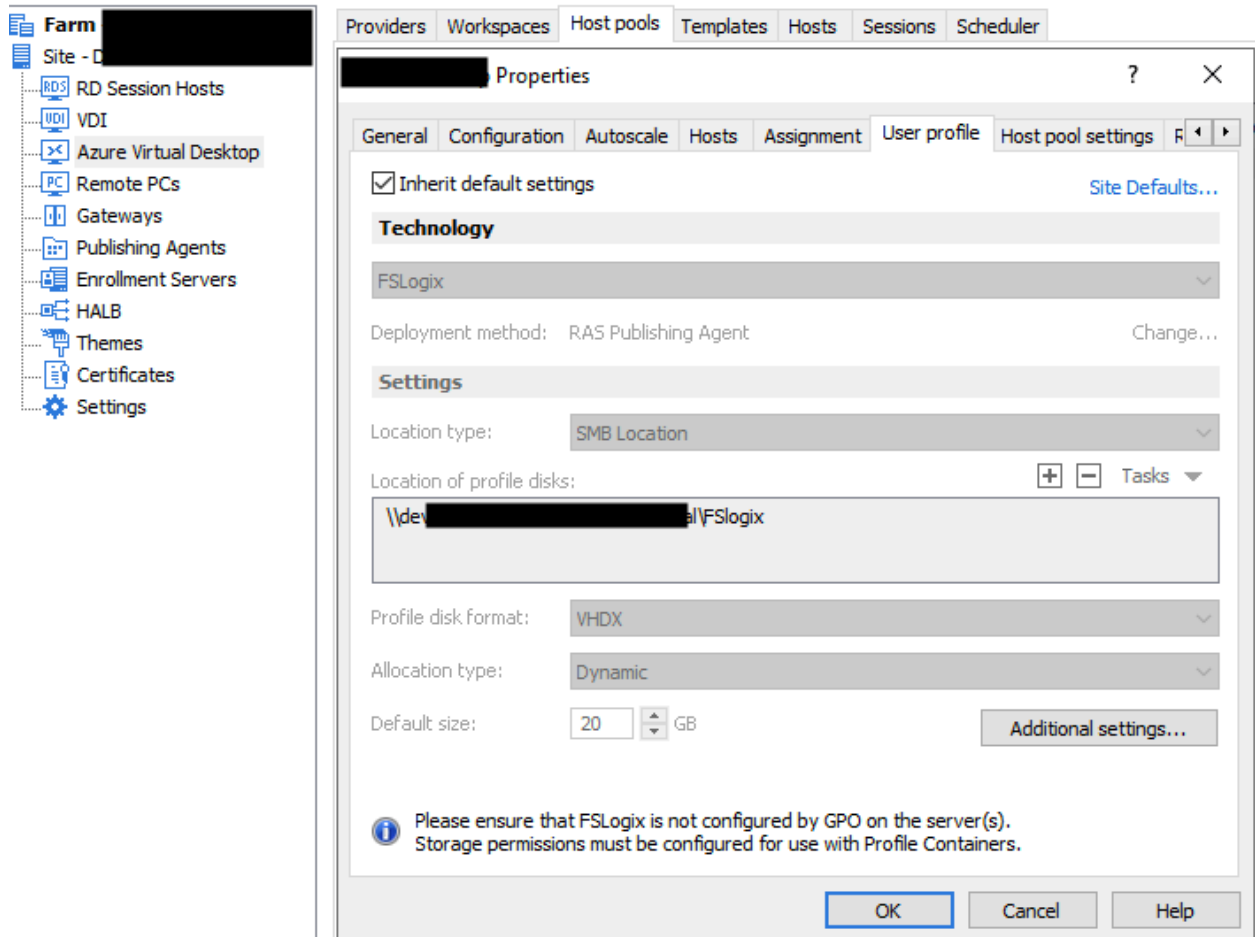 Farm
Site - D
RDS RD Session Hosts
VDI VDI
Azure Virtual Desktop
PC Remote PCs
Gateways
Publishing Agents
Enrollment Servers
HALB
Themes
Certificates
Settings
Providers Workspaces Host pools Templates Hosts Sessions Scheduler
Properties ?
General Configuration Autoscale Hosts Assignment User profile Host pool settings
Inherit default settings Site Defaults...
Technology
FSLogix
Deployment method: RAS Publishing Agent Change...
Settings
Location type: SMB Location
Location of profile disks: Tasks
\\dev al\FSlogix
Profile disk format: VHDX
Allocation type: Dynamic
Default size: 20 GB Additional settings...
Please ensure that FSLogix is not configured by GPO on the server(s).
Storage permissions must be configured for use with Profile Containers.
OK Cancel Help